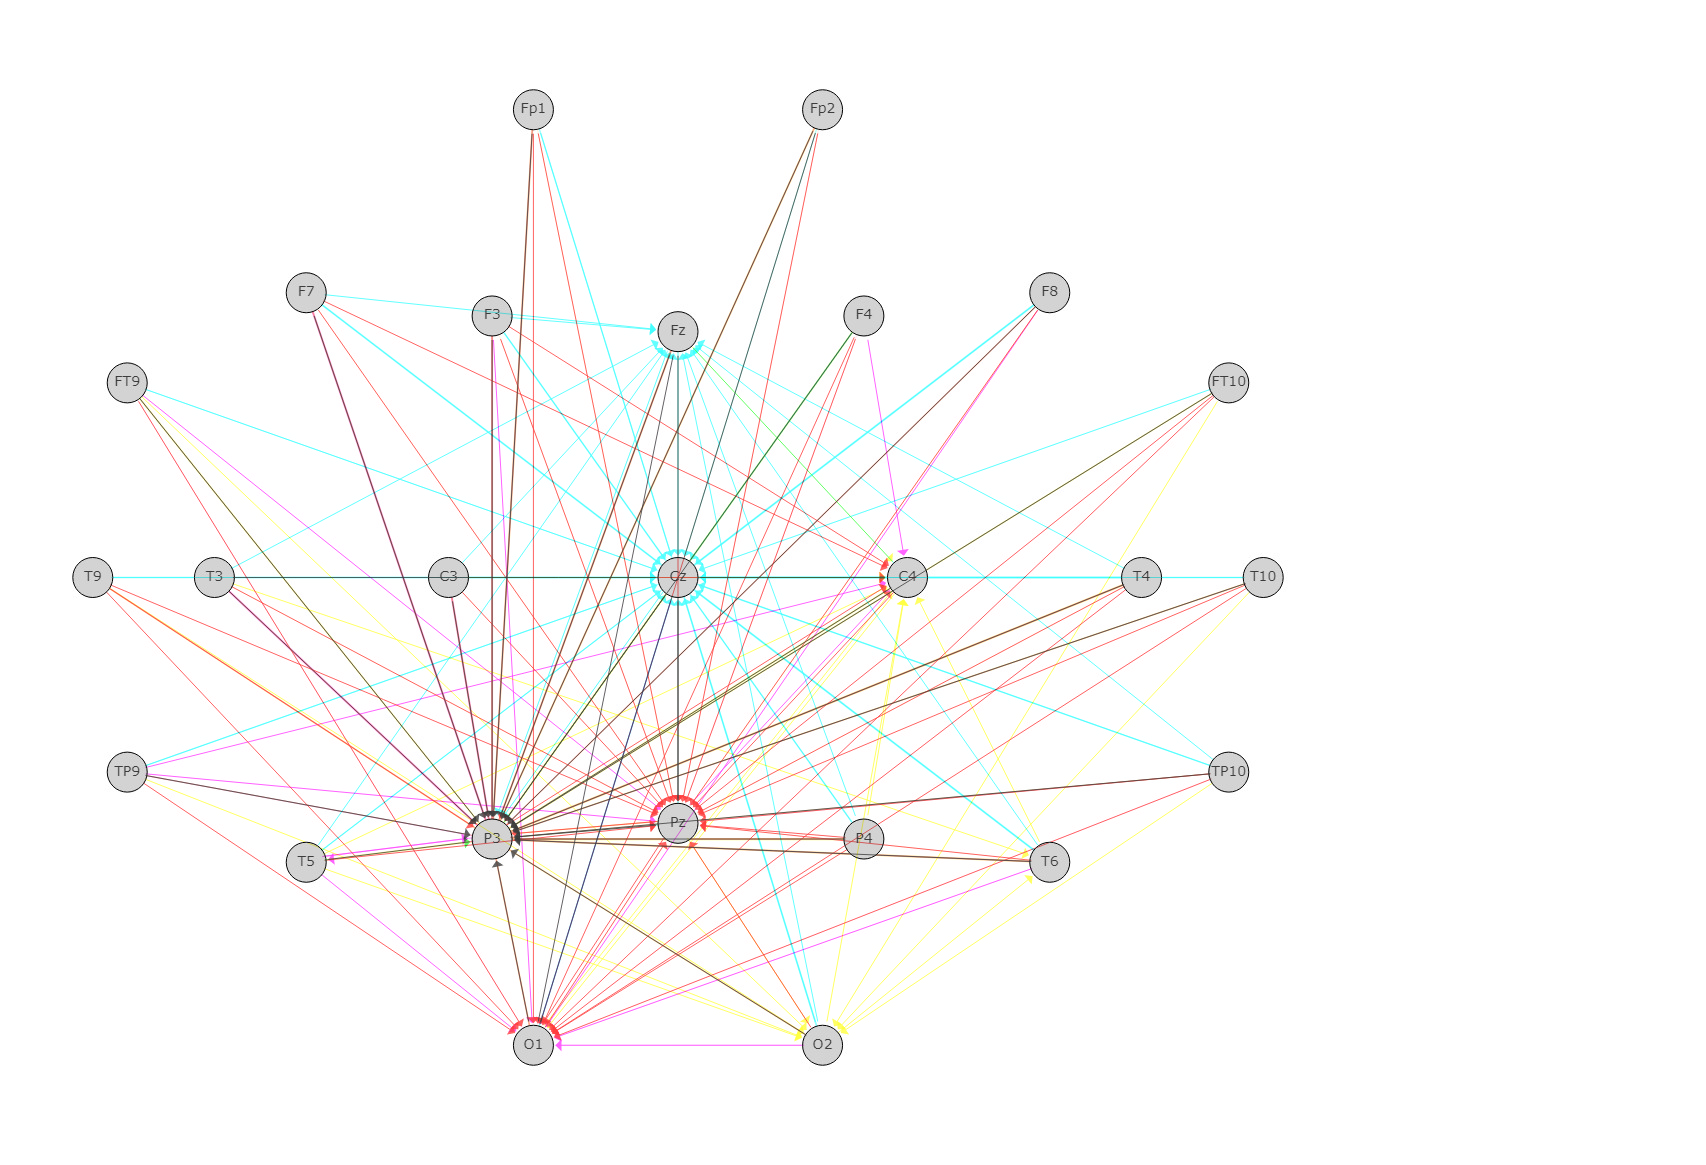 Fp1 Fp2
F7 F3 Fz F4 F8
FT9 FT10
T9 T3 C3 Cz C4 T4 T10
TP9 TP10
T5 P3 Pz P4 T6
O1 O2